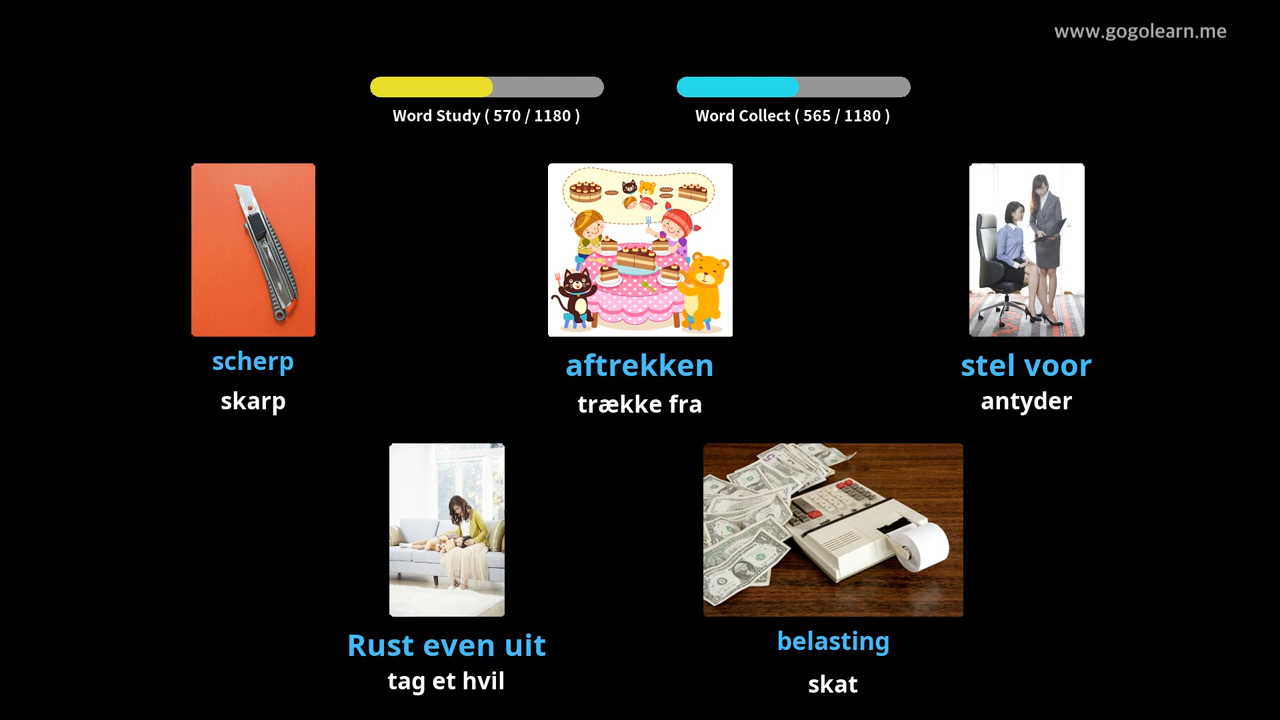 www.gogolearn.me
Word Study ( 570 / 1180 )
Word Collect ( 565 / 1180 )
scherp
skarp
aftrekken
trække fra
stel voor
antyder
Rust even uit
tag et hvil
belasting
skat